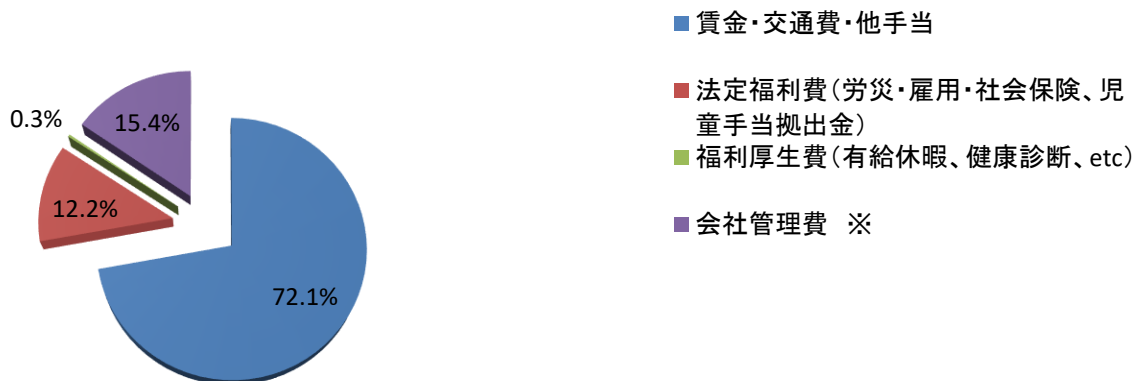 賃金・交通費・他手当
法定福利費(労災・雇用・社会保険、児
童手当拠出金)
福利厚生費(有給休暇、健康診断、etc)
会社管理費　※
0.3%
15.4%
12.2%
72.1%